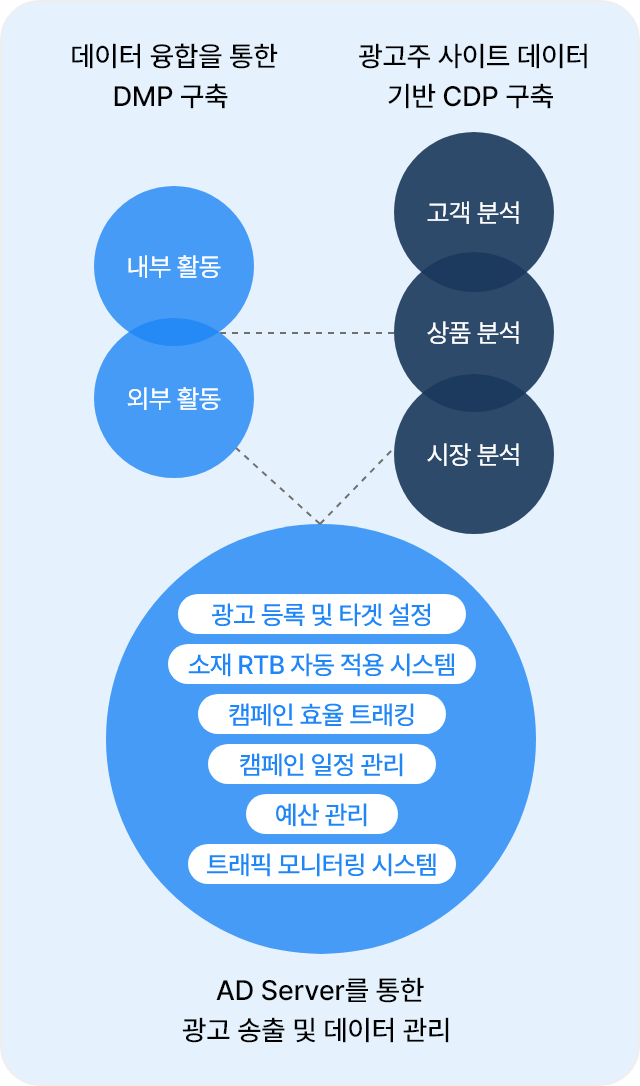 데이터 융합을 통한
DMP 구축
광고주 사이트 데이터
기반 CDP 구축
내부 활동
외부 활동
고객 분석
상품 분석
시장 분석
광고 등록 및 타겟 설정
소재 RTB 자동 적용 시스템
캠페인 효율 트래킹
캠페인 일정 관리
예산 관리
트래픽 모니터링 시스템
AD Server를 통한
광고 송출 및 데이터 관리